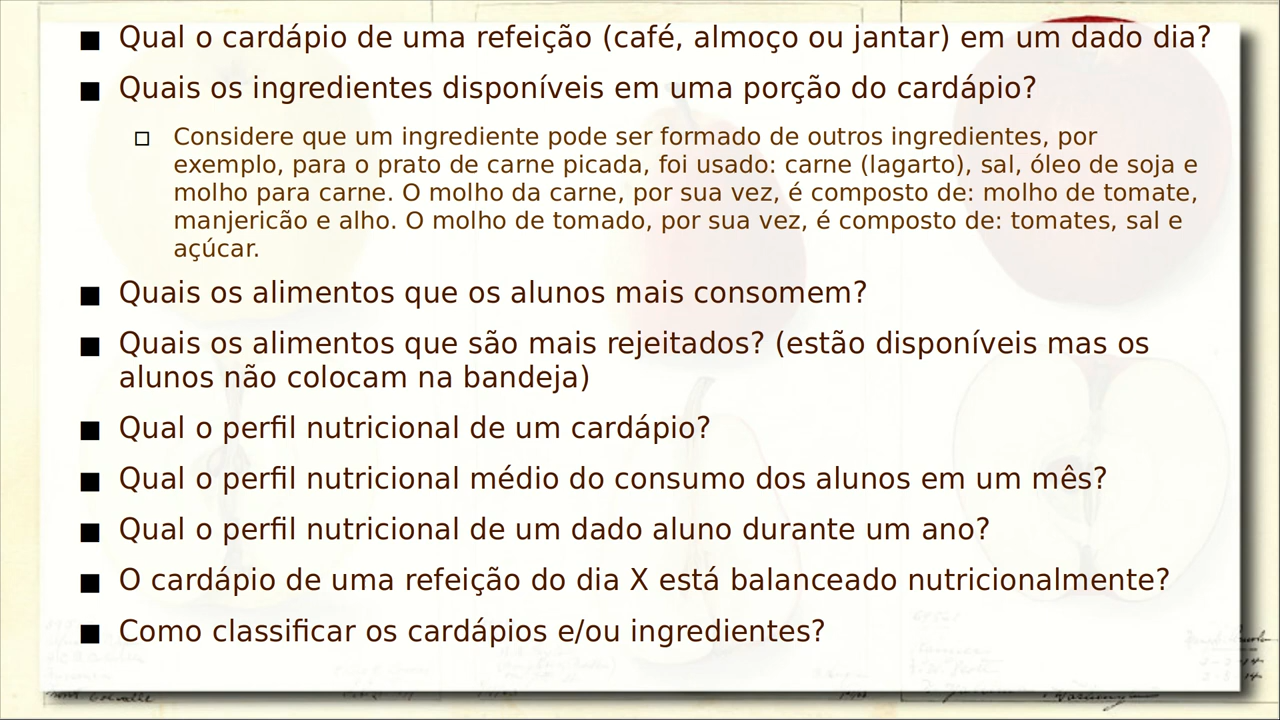 ■ Qual o cardápio de uma refeição (café, almoço ou jantar) em um dado dia?
■ Quais os ingredientes disponíveis em uma porção do cardápio?
□ Considere que um ingrediente pode ser formado de outros ingredientes, por
exemplo, para o prato de carne picada, foi usado: carne (lagarto), sal, óleo de soja e
molho para carne. O molho da carne, por sua vez, é composto de: molho de tomate,
manjericão e alho. O molho de tomado, por sua vez, é composto de: tomates, sal e
açúcar.
■ Quais os alimentos que os alunos mais consomem?
■ Quais os alimentos que são mais rejeitados? (estão disponíveis mas os
alunos não colocam na bandeja)
■ Qual o perfil nutricional de um cardápio?
■ Qual o perfil nutricional médio do consumo dos alunos em um mês?
■ Qual o perfil nutricional de um dado aluno durante um ano?
■ O cardápio de uma refeição do dia X está balanceado nutricionalmente?
■ Como classificar os cardápios e/ou ingredientes?